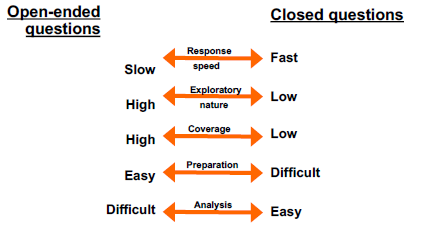 Open-ended
questions
Closed questions
Response
speed
Slow
Fast
Exploratory
nature
High
Low
Coverage
High
Low
Preparation
Easy
Difficult
Analysis
Difficult
Easy